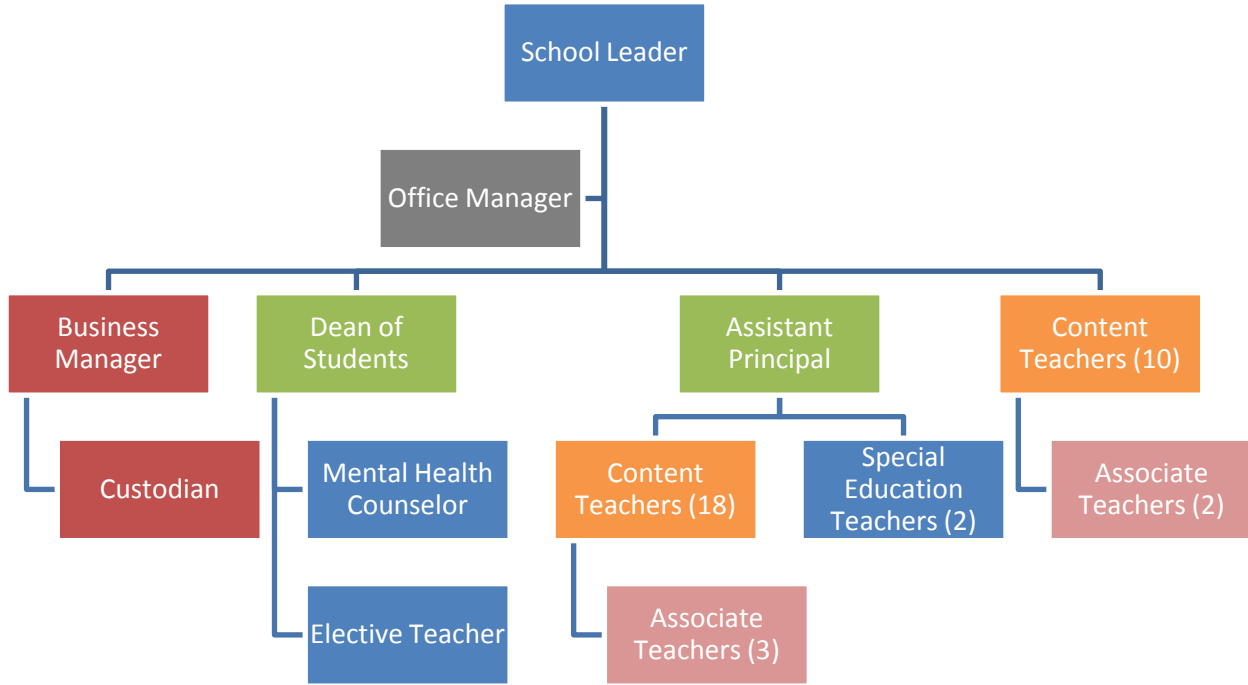 School Leader
Office Manager
Business
Manager
Dean of
Students
Assistant
Principal
Content
Teachers (10)
Custodian
Mental Health
Counselor
Content
Teachers (18)
Special
Education
Teachers (2)
Associate
Teachers (2)
Elective Teacher
Associate
Teachers (3)